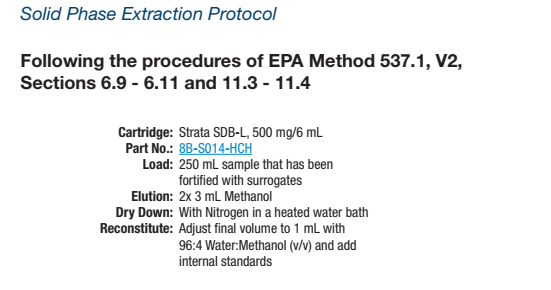 Solid Phase Extraction Protocol
Following the procedures of EPA Method 537.1, V2,
Sections 6.9 - 6.11 and 11.3 - 11.4
Cartridge: Strata SDB-L, 500 mg/6 mL
Part No.: 8B-S014-HCH
Load: 250 mL sample that has been
fortified with surrogates
Elution: 2x 3 mL Methanol
Dry Down: With Nitrogen in a heated water bath
Reconstitute: Adjust final volume to 1 mL with
96:4 Water:Methanol (v/v) and add
internal standards